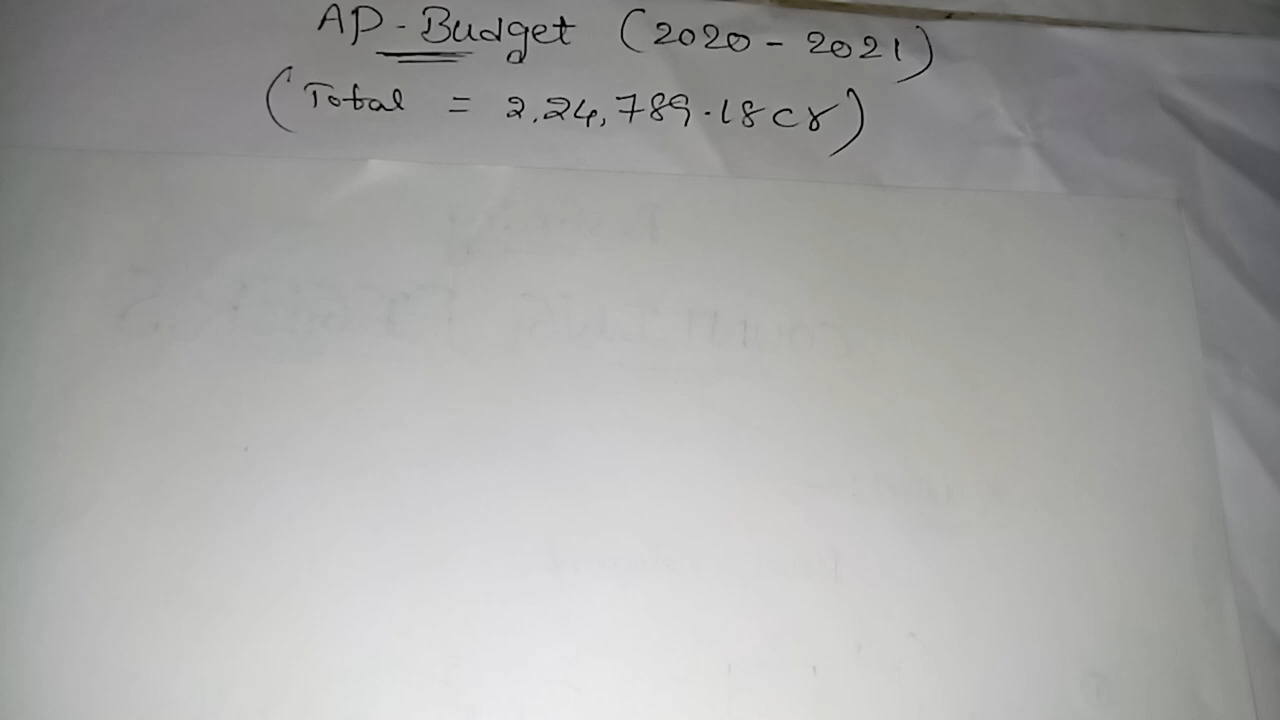 AP-Budget (2020 - 2021)
(Total = 2.24,789.18cr)